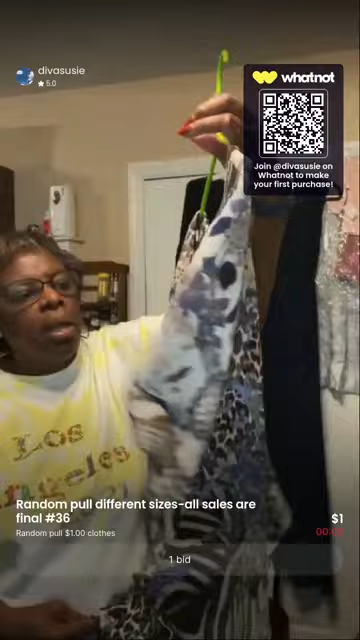 divasusie
★ 5.0
whatnot
Join @divasusie on
Whatnot to make
your first purchase!
Los
Angeles
Random pull different sizes-all sales are
final #36
$1
Random pull $1.00 clothes
1 bid